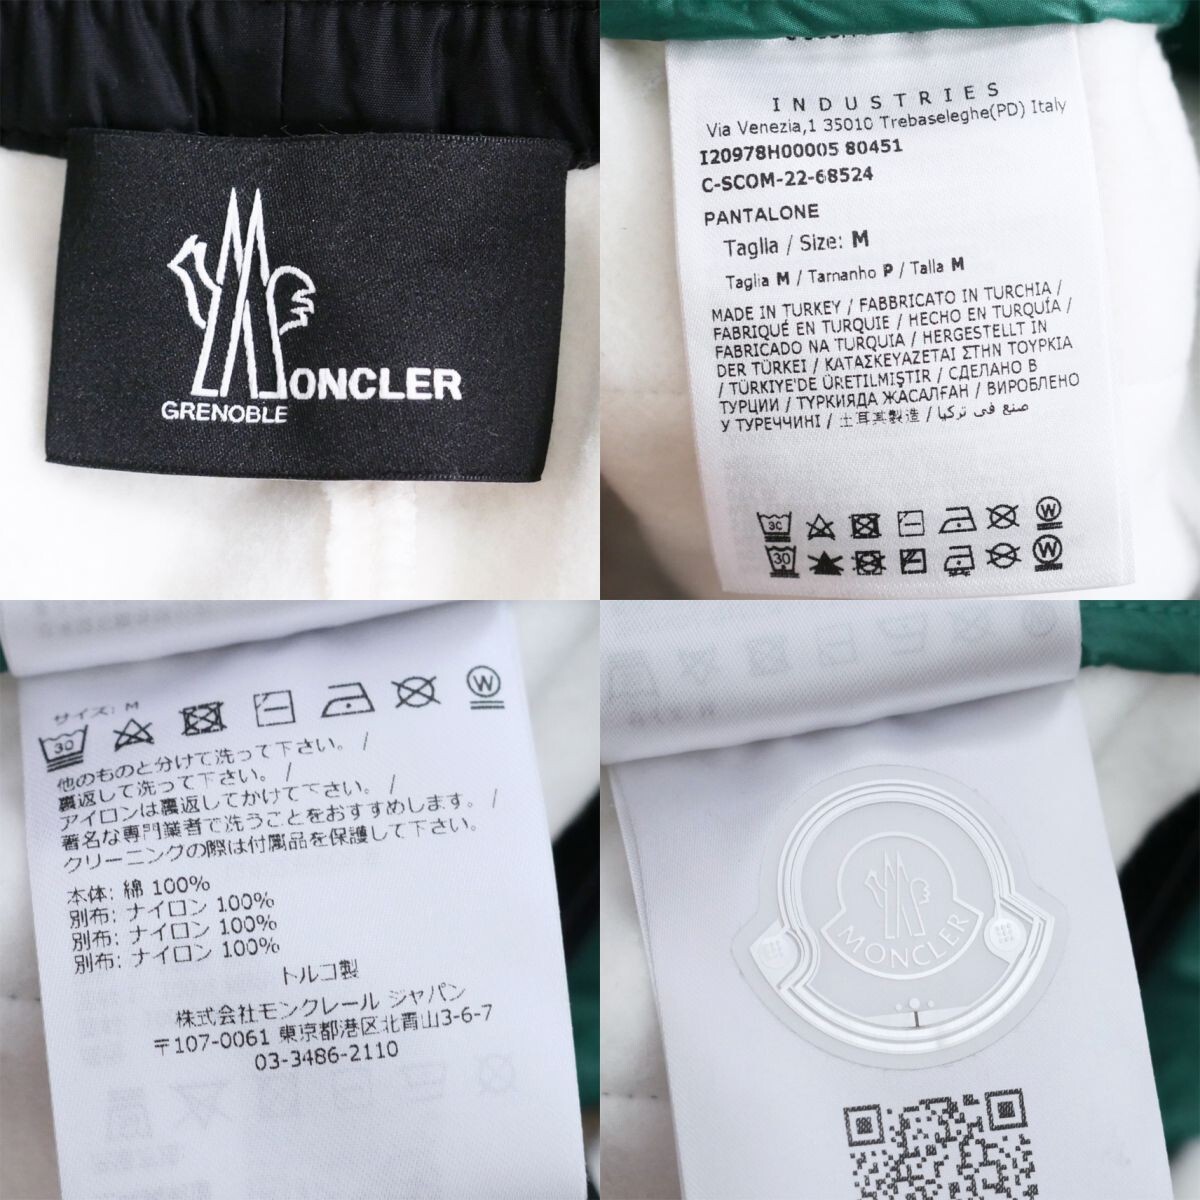 MONCLER
GRENOBLE
INDUSTRIES
Via Venezia,1 35010 Trebaseleghe(PD) Italy
I20978H00005 80451
C-SCOM-22-68524
PANTALONE
Taglia / Size: M
Taglia M / Tamanho P / Talla M
MADE IN TURKEY / FABBRICATO IN TURCHIA /
FABRIQUÉ EN TURQUIE / HECHO EN TURQUÍA /
FABRICADO NA TURQUIA / HERGESTELLT IN
DER TÜRKEI / ΚΑΤΑΣΚΕΥΑΖΕΤΑΙ ΣΤΗΝ ΤΟΥΡΚΙΑ
/ TÜRKİYE'DE ÜRETİLMİŞTİR / СДЕЛАНО В
ТУРЦИИ / ТҮРКИЯДА ЖАСАЛҒАН / ВИРОБЛЕНО
У ТУРЕЧЧИНІ / 土耳其製造 / صنع في تركيا
30 W
30 W
サイズ: M
30 W
他のものと分けて洗って下さい。 /
裏返して洗って下さい。 /
アイロンは裏返してかけて下さい。 /
著名な専門業者で洗うことをおすすめします。 /
クリーニングの際は付属品を保護して下さい。
本体: 綿 100%
別布: ナイロン 100%
別布: ナイロン 100%
別布: ナイロン 100%
トルコ製
株式会社モンクレール ジャパン
〒107-0061 東京都港区北青山3-6-7
03-3486-2110
MONCLER